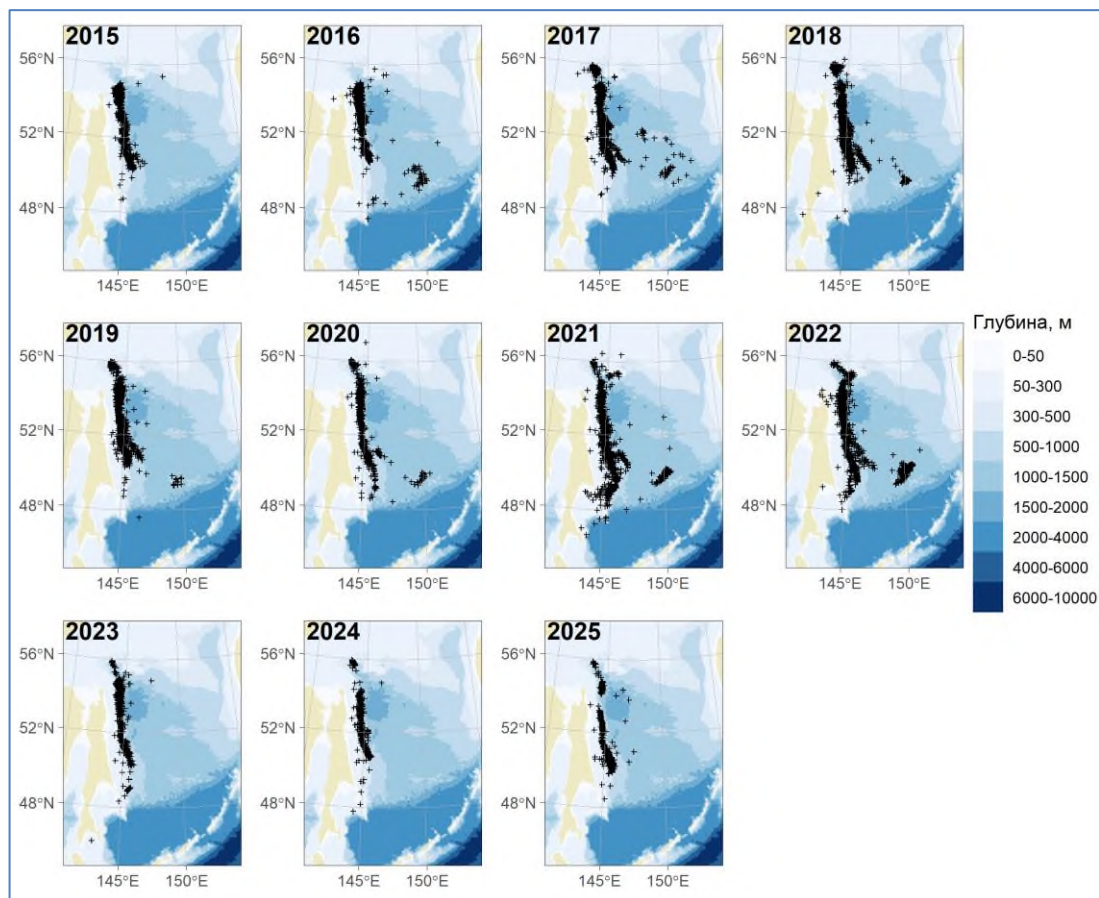 2015
2016
2017
2018
56°N
56°N
56°N
56°N
52°N
52°N
52°N
52°N
48°N
48°N
48°N
48°N
145°E 150°E
145°E 150°E
145°E 150°E
145°E 150°E
2019
2020
2021
2022
56°N
56°N
56°N
56°N
52°N
52°N
52°N
52°N
48°N
48°N
48°N
48°N
145°E 150°E
145°E 150°E
145°E 150°E
145°E 150°E
Глубина, м
0-50
50-300
300-500
500-1000
1000-1500
1500-2000
2000-4000
4000-6000
6000-10000
2023
2024
2025
56°N
56°N
56°N
52°N
52°N
52°N
48°N
48°N
48°N
145°E 150°E
145°E 150°E
145°E 150°E